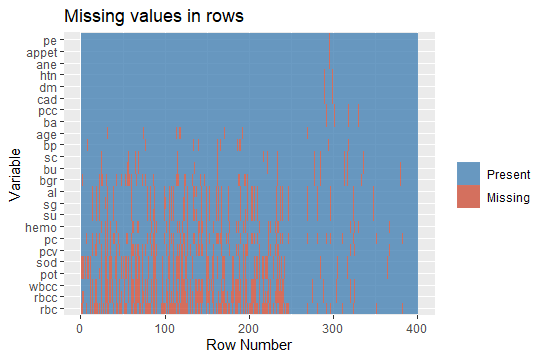 Missing values in rows
pe
appet
ane
htn
dm
cad
pcc
ba
age
bp
sc
bu
bgr
al
sg
su
hemo
pc
pcv
sod
pot
wbcc
rbcc
rbc
Variable
Present
Missing
0 100 200 300 400
Row Number